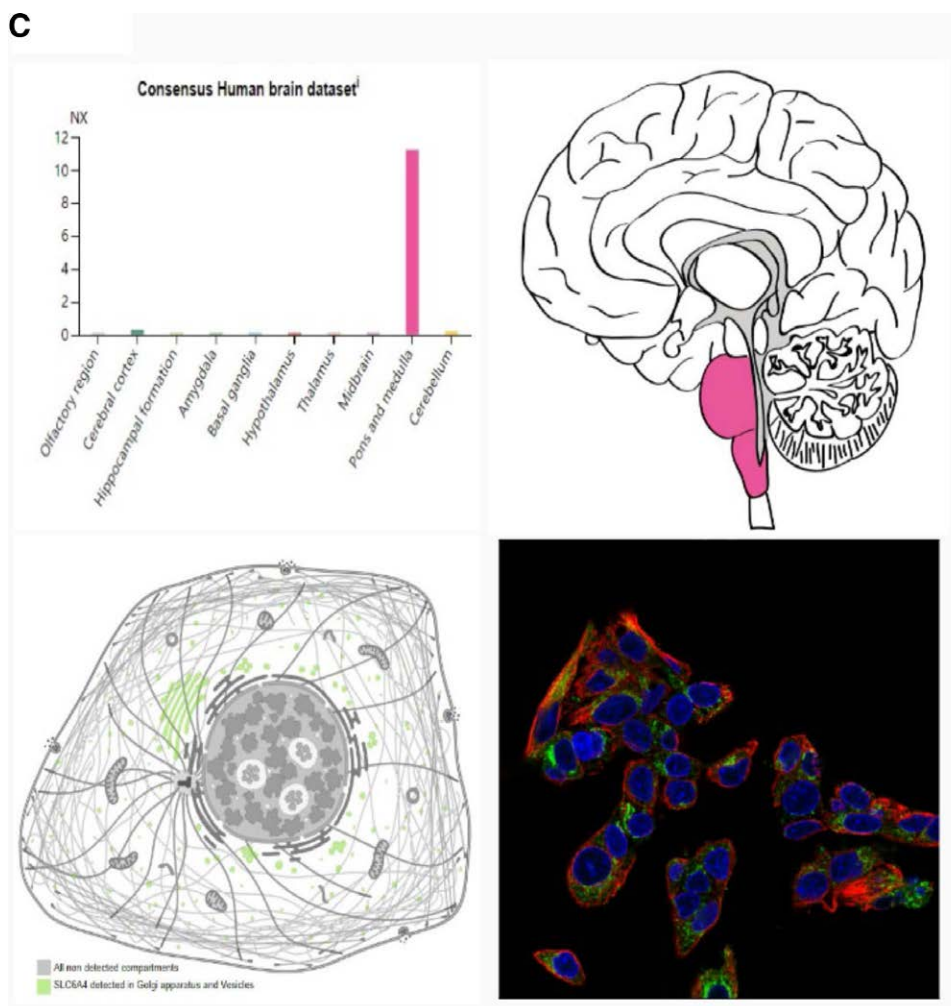 C
Consensus Human brain datasetⁱ
NX
12
10
8
6
4
2
0
Olfactory region
Cerebral cortex
Hippocampal formation
Amygdala
Basal ganglia
Hypothalamus
Thalamus
Midbrain
Pons and medulla
Cerebellum
All non detected compartments
SLC6A4 detected in Golgi apparatus and Vesicles